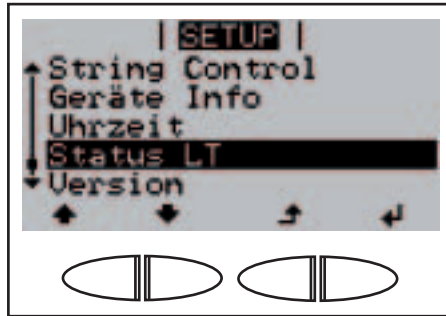 SETUP
String Control
Geräte Info
Uhrzeit
Status LT
Version